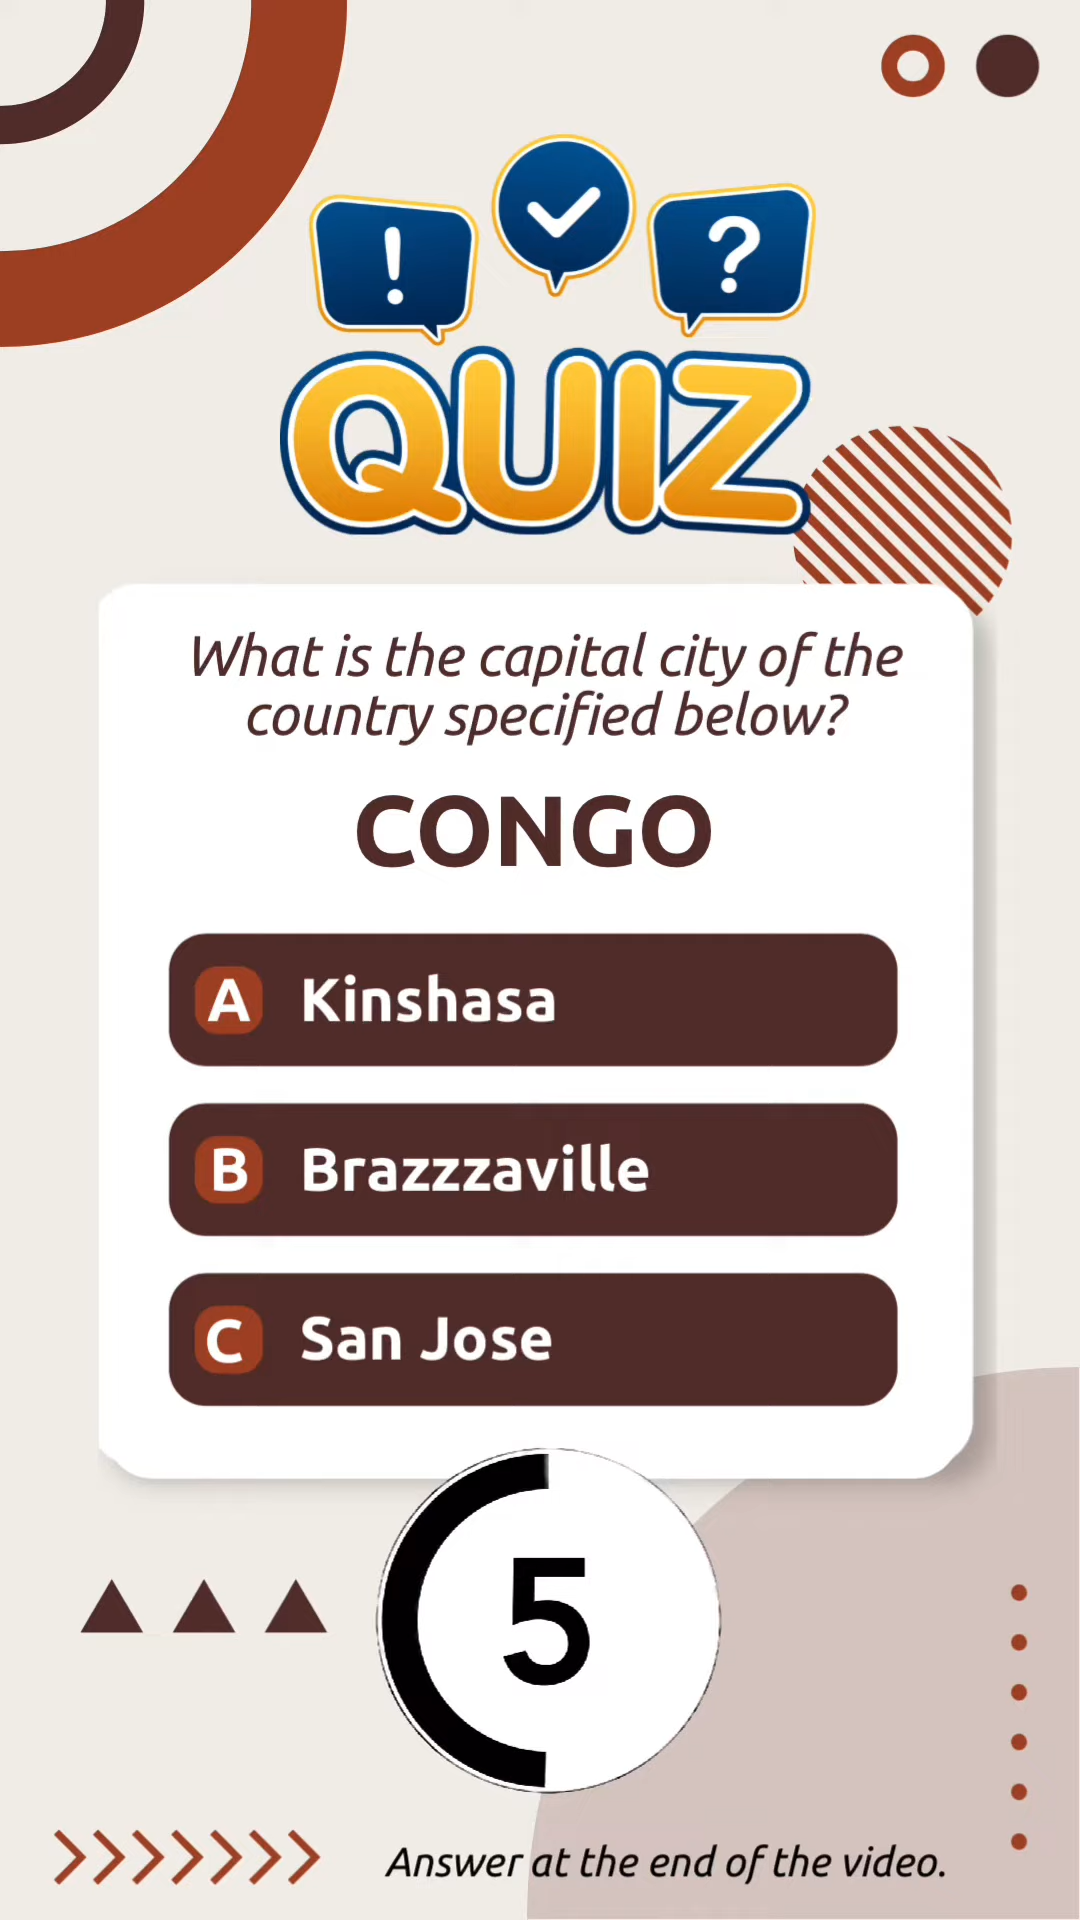 ! ?
QUIZ
What is the capital city of the
country specified below?
CONGO
A Kinshasa
B Brazzzaville
C San Jose
5
Answer at the end of the video.